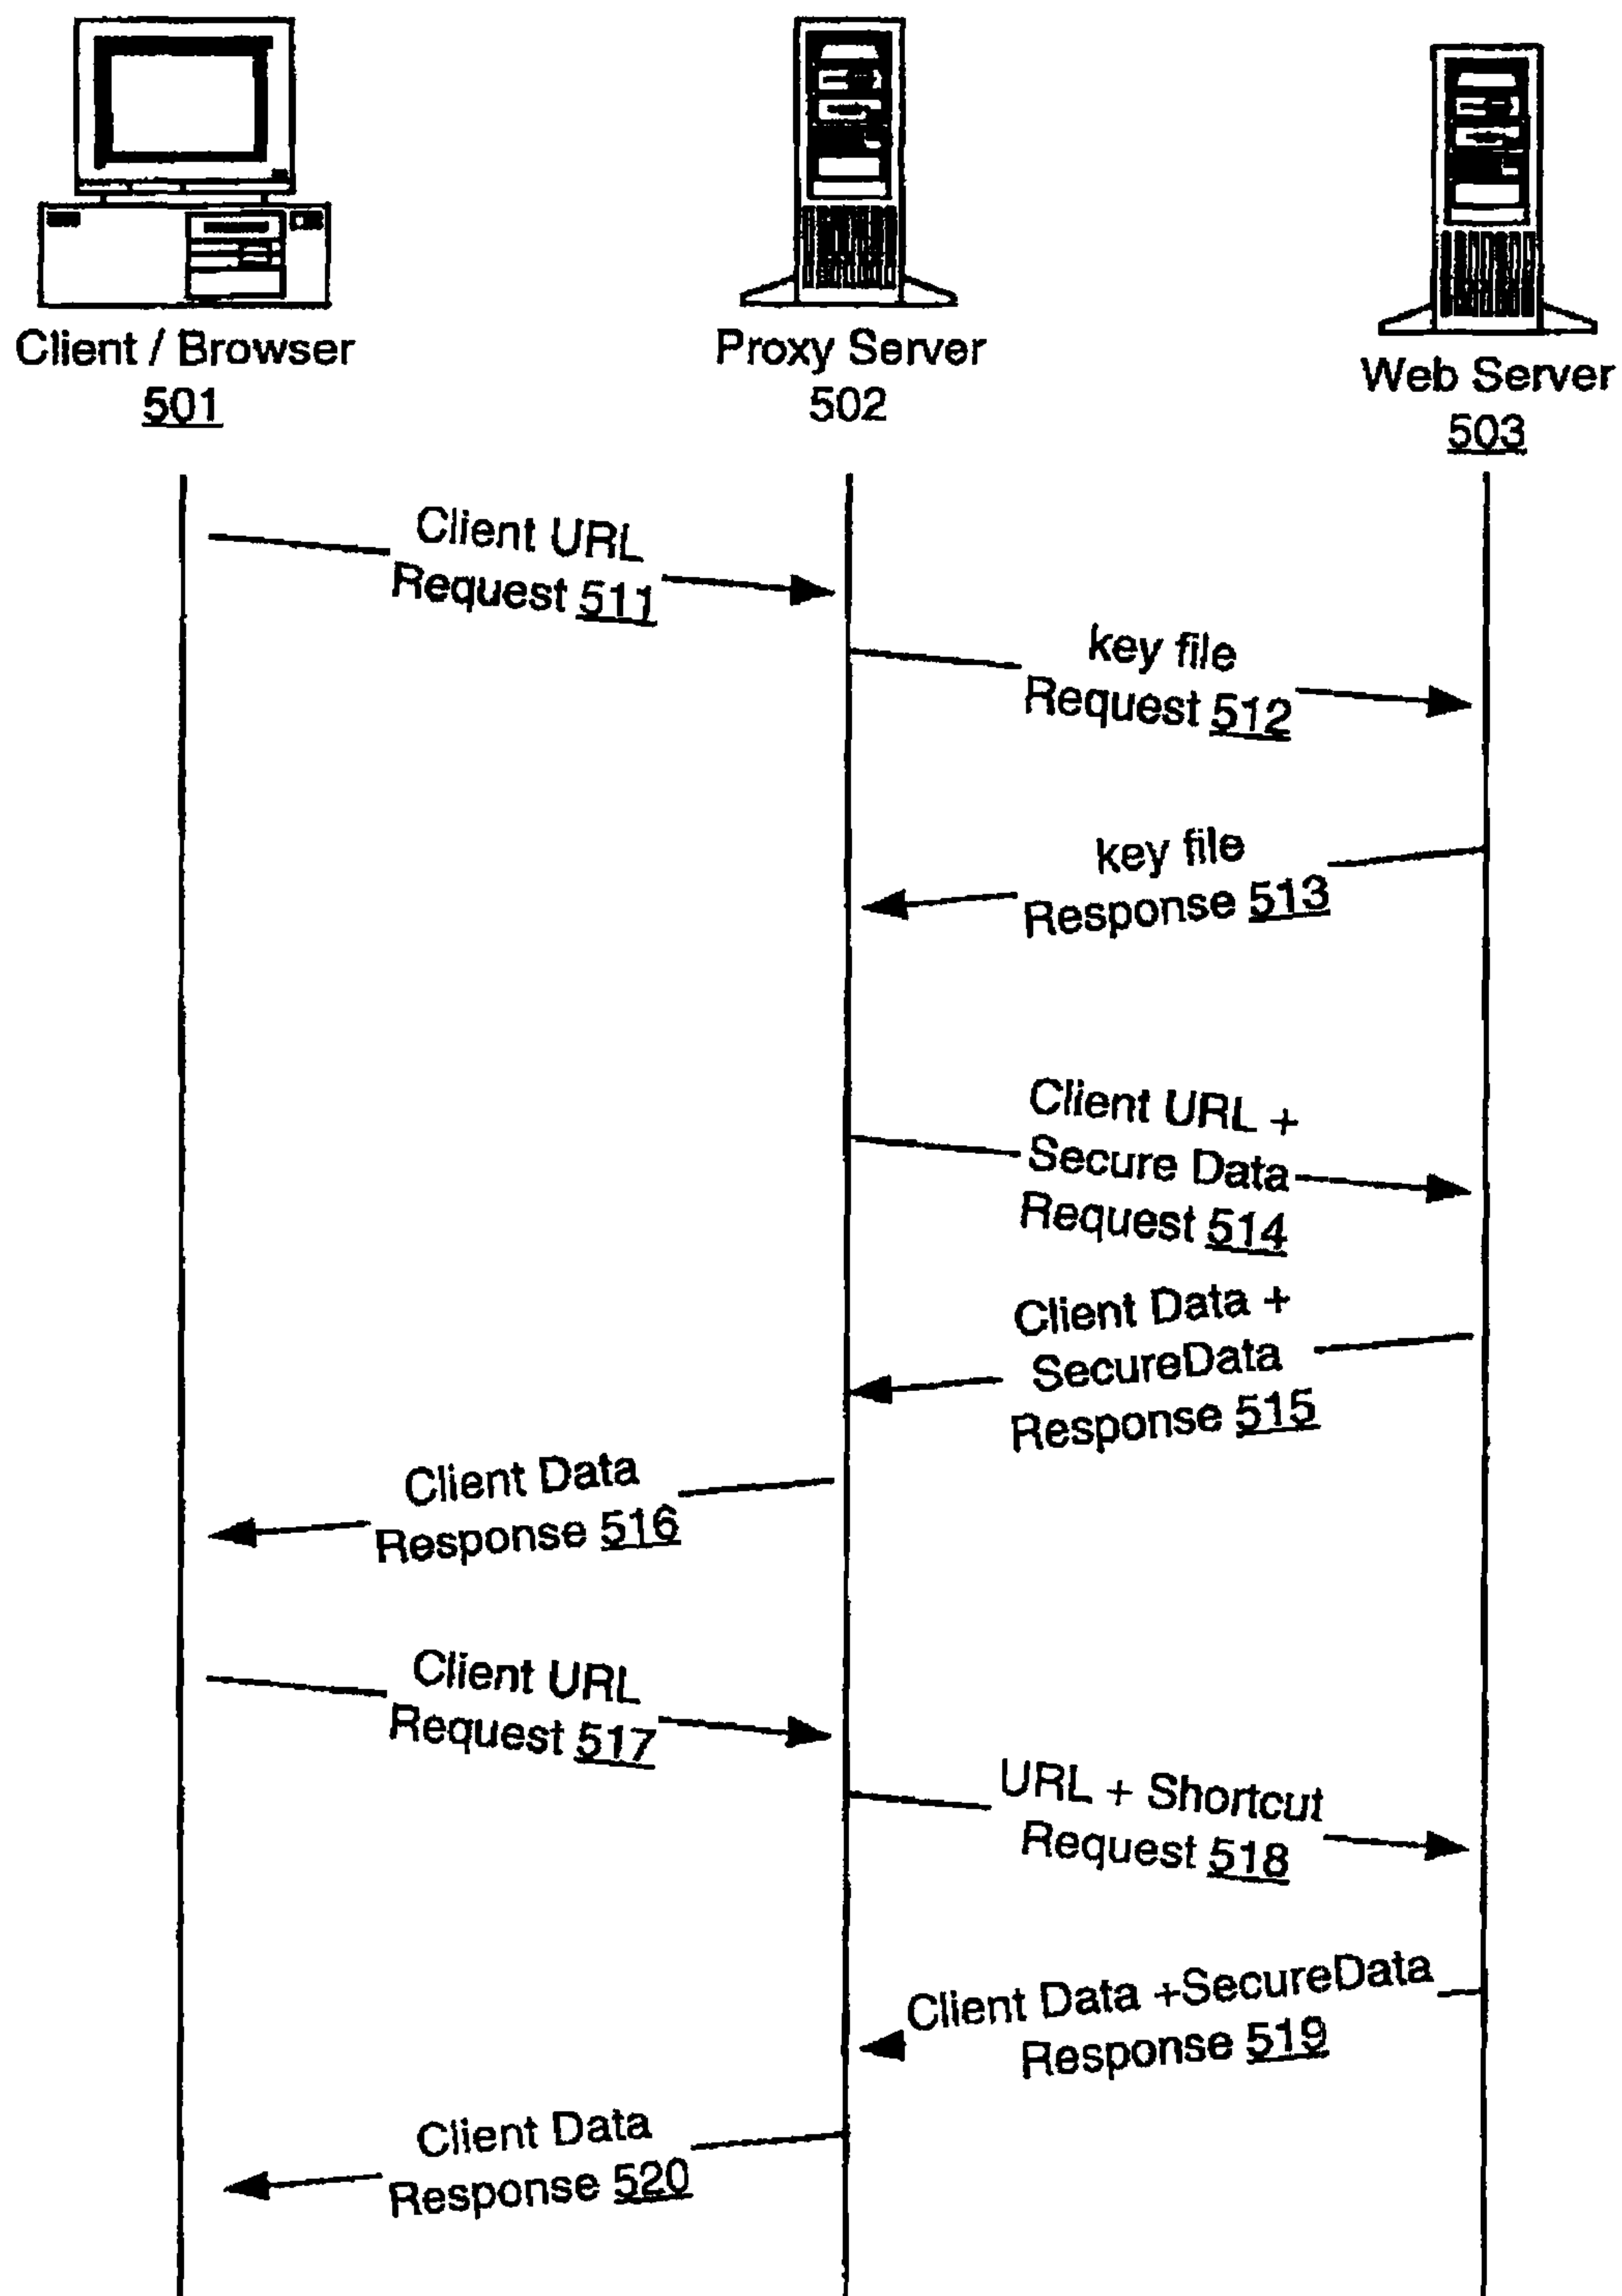 Client / Browser
501
Proxy Server
502
Web Server
503
Client URL
Request 511
key file
Request 512
key file
Response 513
Client URL +
Secure Data
Request 514
Client Data +
SecureData
Response 515
Client Data
Response 516
Client URL
Request 517
URL + Shortcut
Request 518
Client Data +SecureData
Response 519
Client Data
Response 520